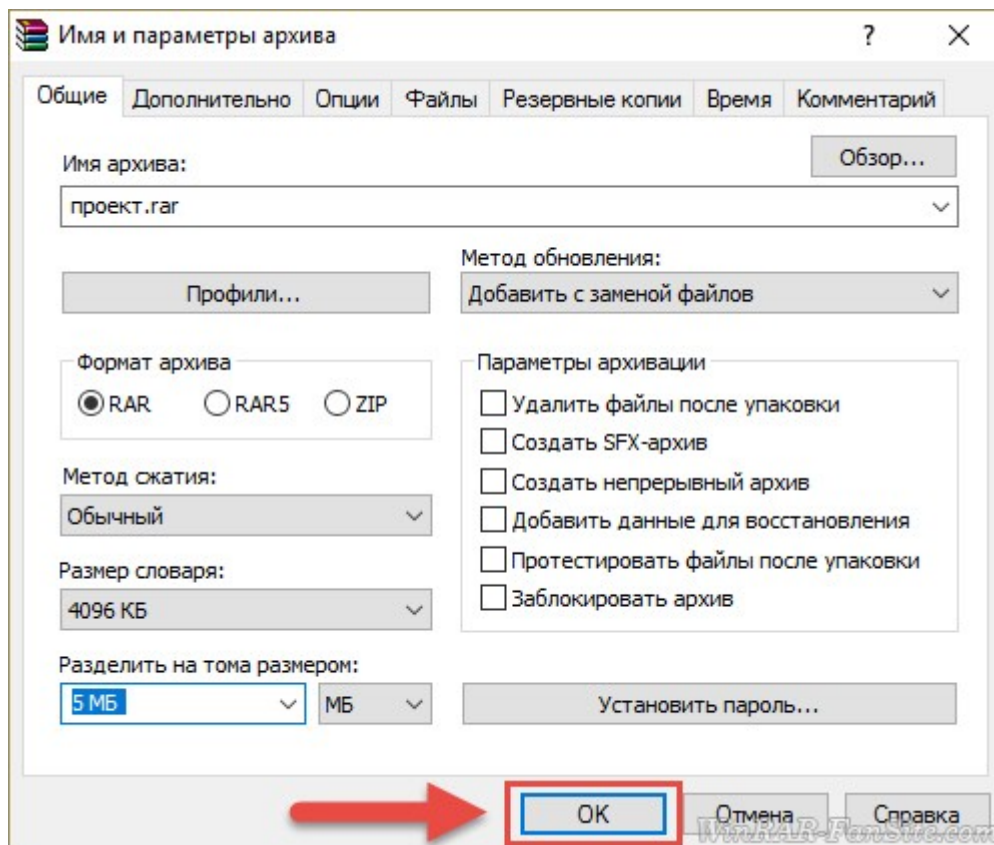 Имя и параметры архива
Общие Дополнительно Опции Файлы Резервные копии Время Комментарий
Имя архива:
Обзор...
проект.rar
Метод обновления:
Профили...
Добавить с заменой файлов
Формат архива
RAR RAR5 ZIP
Параметры архивации
Удалить файлы после упаковки
Создать SFX-архив
Создать непрерывный архив
Добавить данные для восстановления
Протестировать файлы после упаковки
Заблокировать архив
Метод сжатия:
Обычный
Размер словаря:
4096 КБ
Разделить на тома размером:
5 МБ МБ
Установить пароль...
OK Отмена Справка
WinRAR-FanSite.com